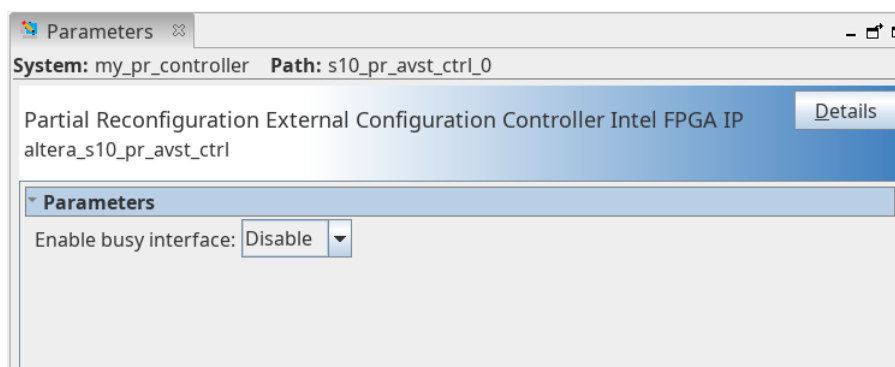 Parameters
System: my_pr_controller Path: s10_pr_avst_ctrl_0
Partial Reconfiguration External Configuration Controller Intel FPGA IP
Details
altera_s10_pr_avst_ctrl
Parameters
Enable busy interface: Disable